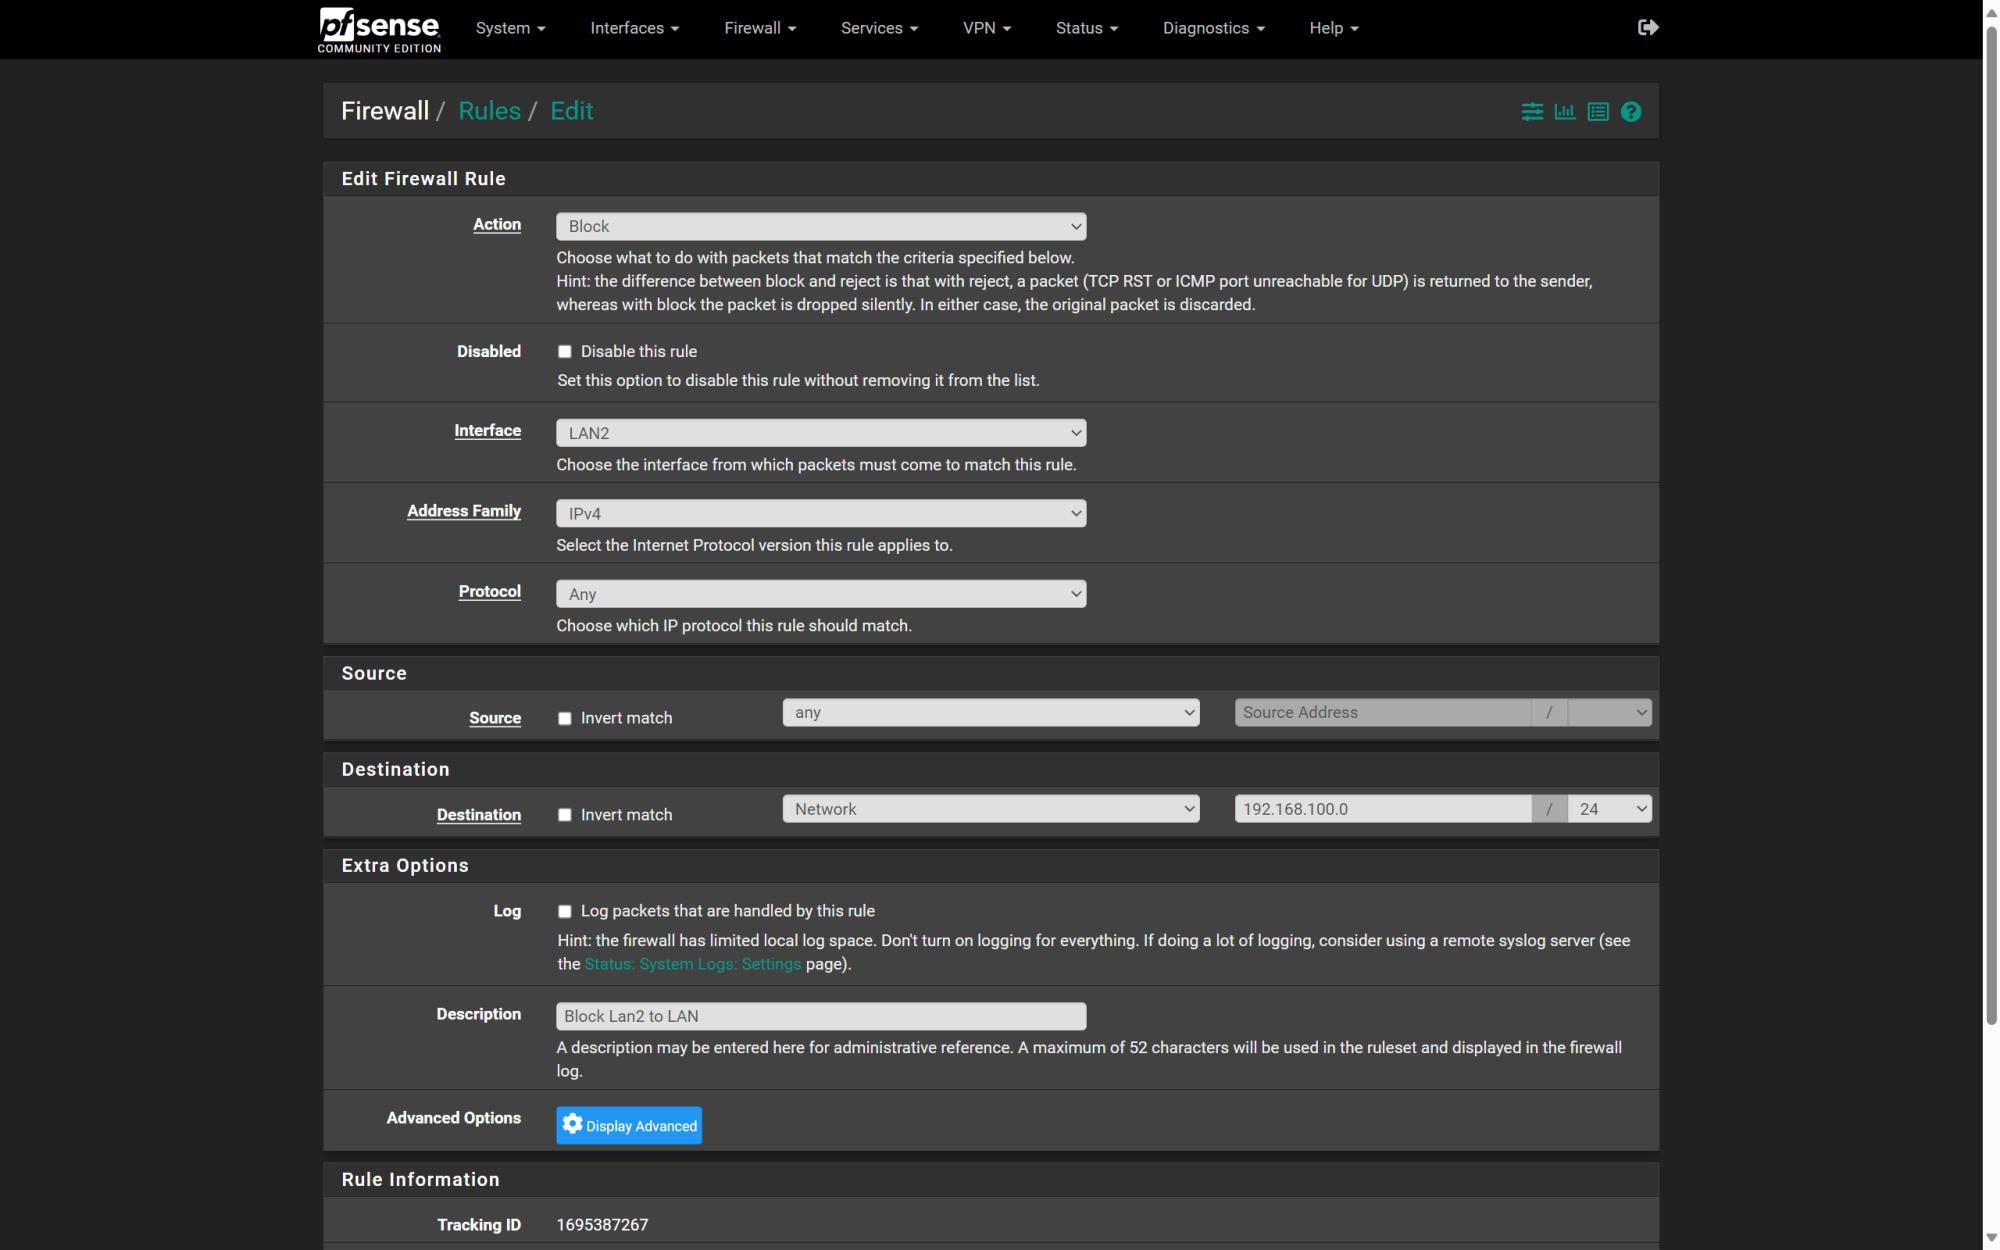 pfsense
COMMUNITY EDITION
System
Interfaces
Firewall
Services
VPN
Status
Diagnostics
Help
Firewall / Rules / Edit
Edit Firewall Rule
Action
Block
Choose what to do with packets that match the criteria specified below.
Hint: the difference between block and reject is that with reject, a packet (TCP RST or ICMP port unreachable for UDP) is returned to the sender,
whereas with block the packet is dropped silently. In either case, the original packet is discarded.
Disabled
Disable this rule
Set this option to disable this rule without removing it from the list.
Interface
LAN2
Choose the interface from which packets must come to match this rule.
Address Family
IPv4
Select the Internet Protocol version this rule applies to.
Protocol
Any
Choose which IP protocol this rule should match.
Source
Source
Invert match
any
Source Address
/
Destination
Destination
Invert match
Network
192.168.100.0
/
24
Extra Options
Log
Log packets that are handled by this rule
Hint: the firewall has limited local log space. Don't turn on logging for everything. If doing a lot of logging, consider using a remote syslog server (see
the Status: System Logs: Settings page).
Description
Block Lan2 to LAN
A description may be entered here for administrative reference. A maximum of 52 characters will be used in the ruleset and displayed in the firewall
log.
Advanced Options
Display Advanced
Rule Information
Tracking ID
1695387267